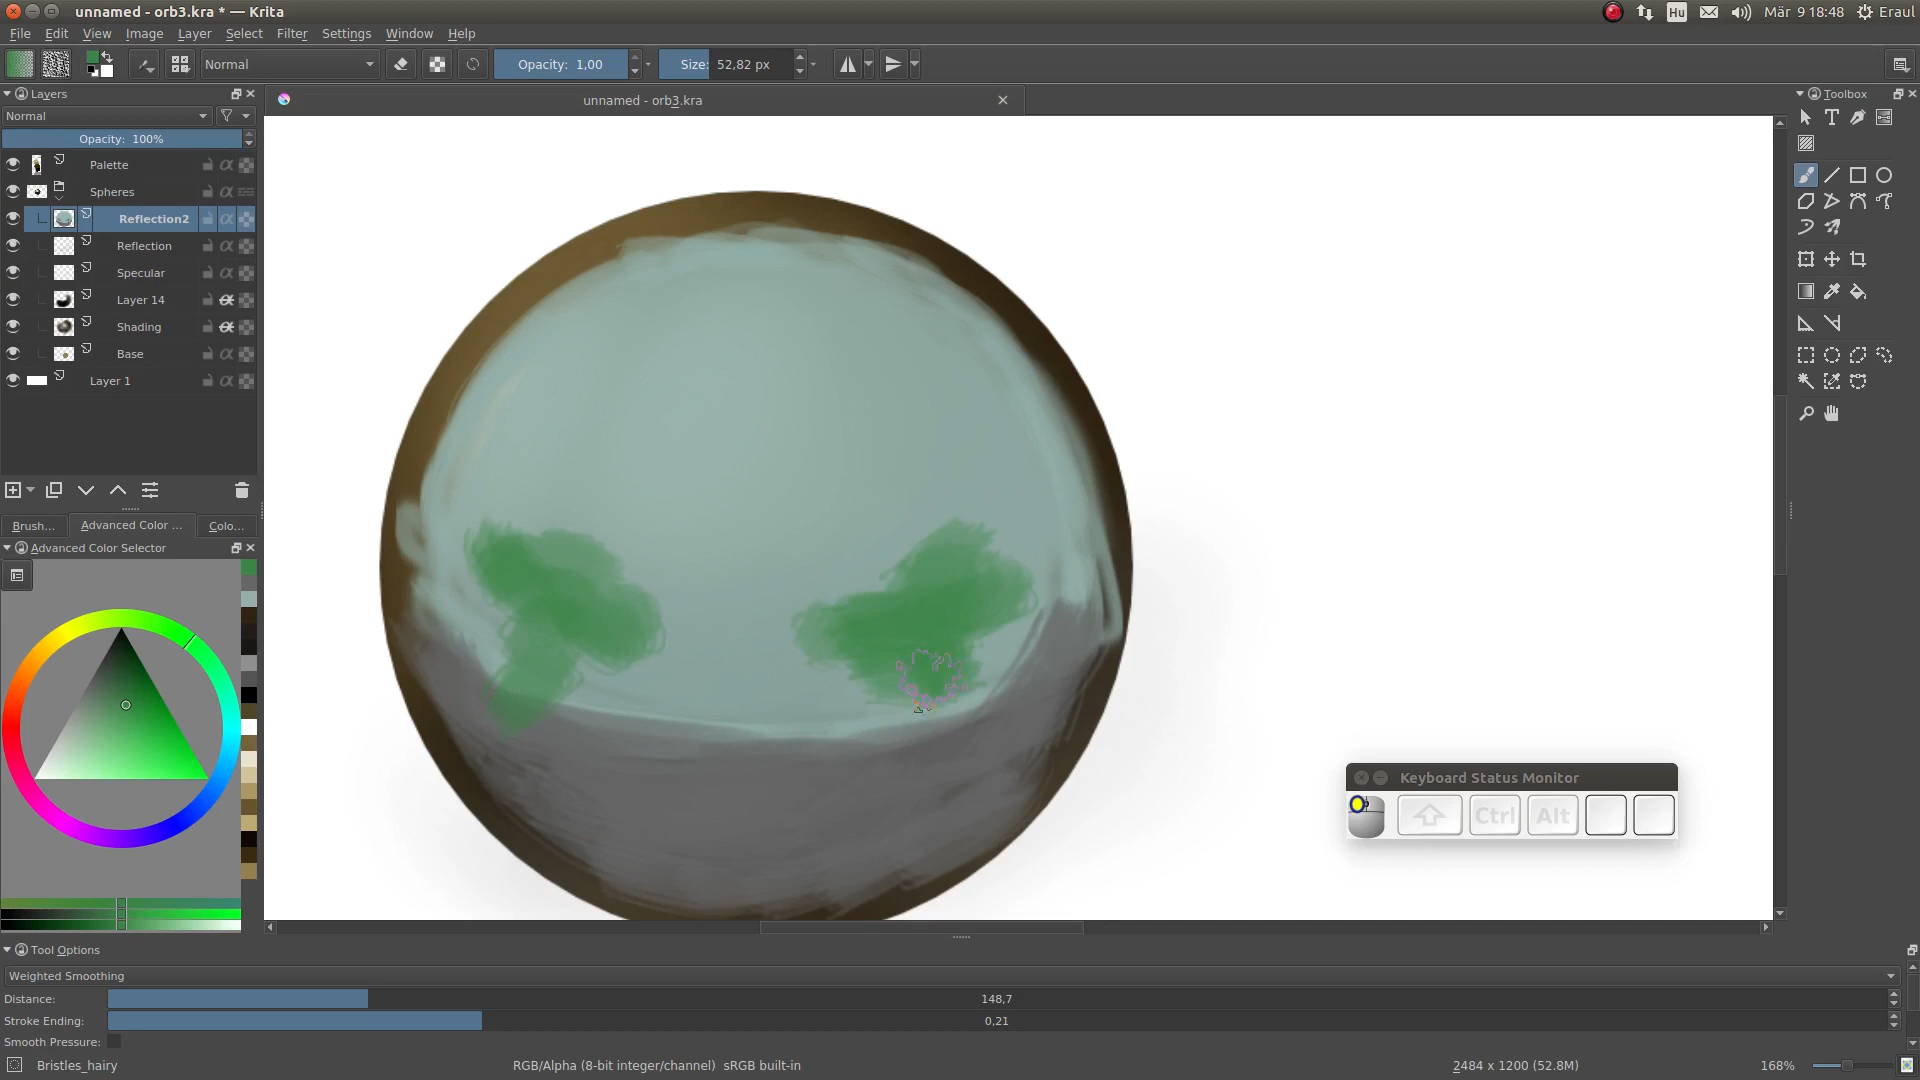 unnamed - orb3.kra * — Krita
Hu
Mär 9 18:48
Eraul
File Edit View Image Layer Select Filter Settings Window Help
Normal
Opacity: 1,00
Size: 52,82 px
Layers
unnamed - orb3.kra
Toolbox
Normal
Opacity: 100%
Palette
Spheres
Reflection2
Reflection
Specular
Layer 14
Shading
Base
Layer 1
Brush...
Advanced Color ...
Colo...
Advanced Color Selector
Keyboard Status Monitor
Ctrl
Alt
Tool Options
Weighted Smoothing
Distance:
148,7
Stroke Ending:
0,21
Smooth Pressure:
Bristles_hairy
RGB/Alpha (8-bit integer/channel) sRGB built-in
2484 x 1200 (52.8M)
168%